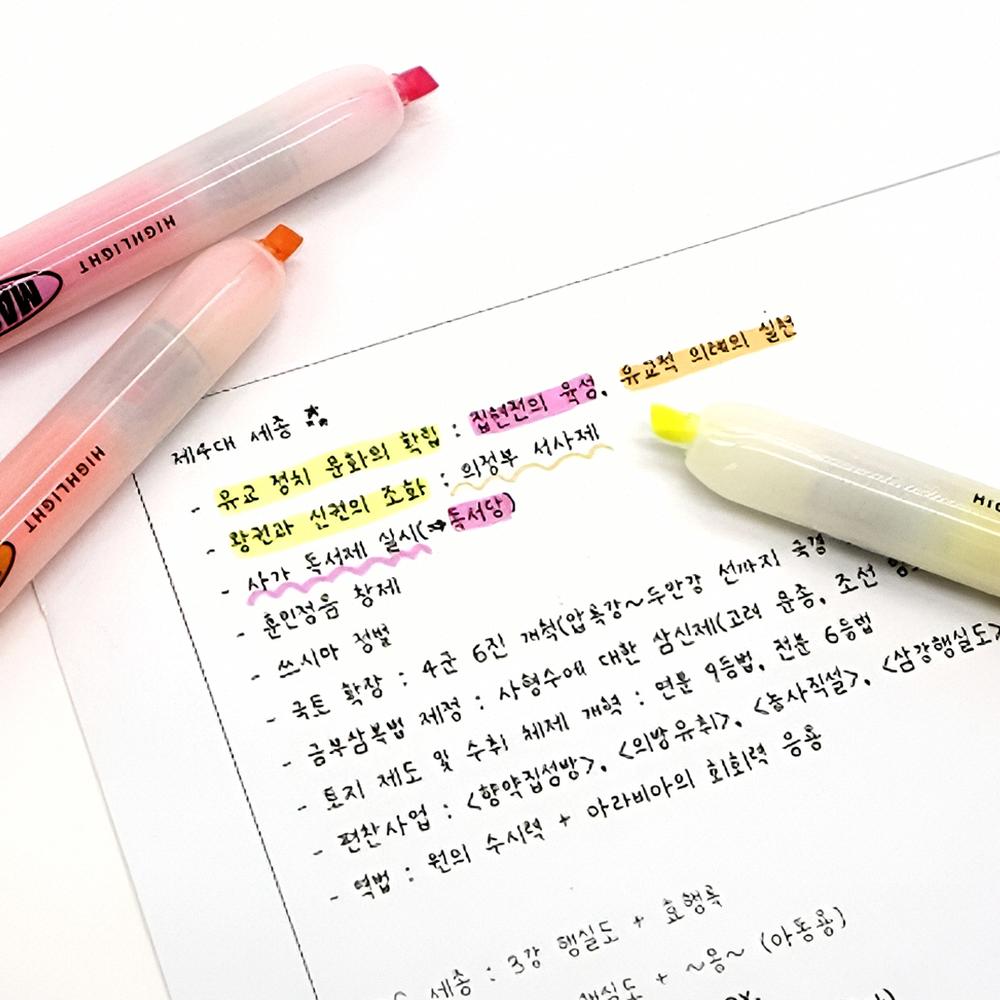 HIGHLIGHT
MA
HIGHLIGHT
제4대 세종
- 유교 정치 문화의 확립 : 집현전의 육성, 유교적 의례의 실천
- 왕권과 신권의 조화 : 의정부 서사제
- 사가 독서제 실시(⇒독서당)
- 훈민정음 창제
- 쓰시마 정벌
- 국토 확장 : 4군 6진 개척(압록강~두만강 선까지 국경
- 금부삼복법 제정 : 사형수에 대한 삼신제(고려 문종, 조선
- 토지 제도 및 수취 체제 개혁 : 연분 9등법, 전분 6등법
- 편찬사업 : <향약집성방>, <의방유취>, <농사직설>, <삼강행실도>
- 역법 : 원의 수시력 + 아라비아의 회회력 응용
세종 : 3강 행실도 + 효행록
행실도 + ~응~ (아동용)